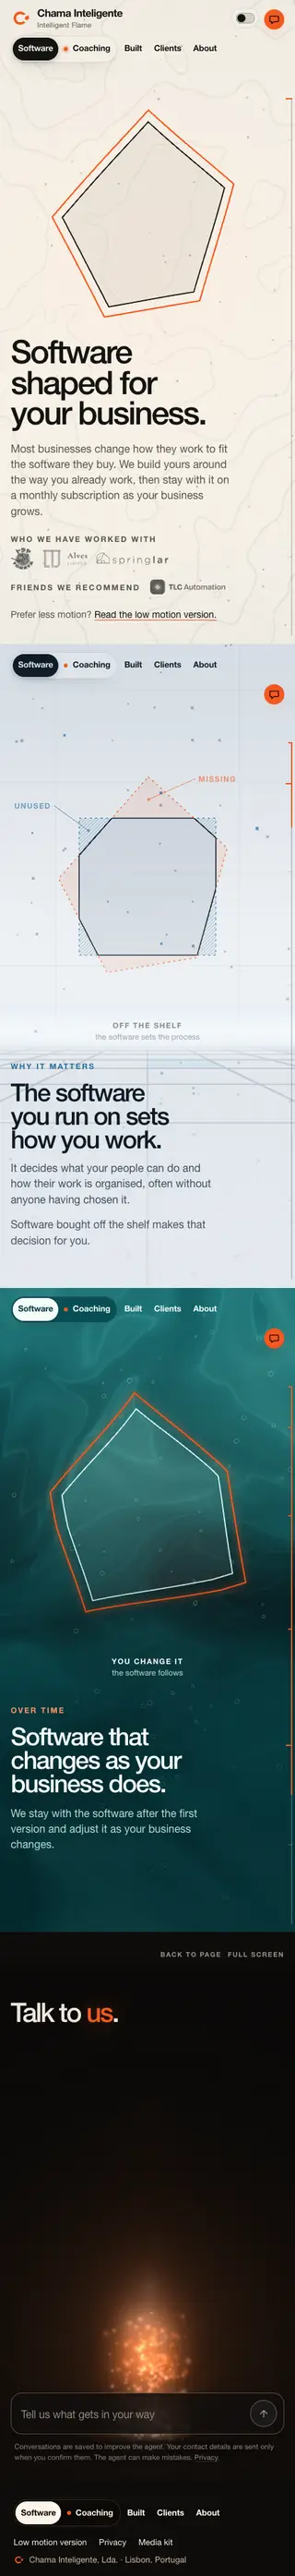 Chama Inteligente
Intelligent Flame
Software Coaching Built Clients About
Software
shaped for
your business.
Most businesses change how they work to fit
the software they buy. We build yours around
the way you already work, then stay with it on
a monthly subscription as your business
grows.
WHO WE HAVE WORKED WITH
Alves
springlar
FRIENDS WE RECOMMEND TLC Automation
Prefer less motion? Read the low motion version.
Software Coaching Built Clients About
MISSING
UNUSED
OFF THE SHELF
the software sets the process
WHY IT MATTERS
The software
you run on sets
how you work.
It decides what your people can do and
how their work is organised, often without
anyone having chosen it.
Software bought off the shelf makes that
decision for you.
Software Coaching Built Clients About
YOU CHANGE IT
the software follows
OVER TIME
Software that
changes as your
business does.
We stay with the software after the first
version and adjust it as your business
changes.
BACK TO PAGE FULL SCREEN
Talk to us.
Tell us what gets in your way
Conversations are saved to improve the agent. Your contact details are sent only
when you confirm them. The agent can make mistakes. Privacy.
Software Coaching Built Clients About
Low motion version Privacy Media kit
Chama Inteligente, Lda. · Lisbon, Portugal